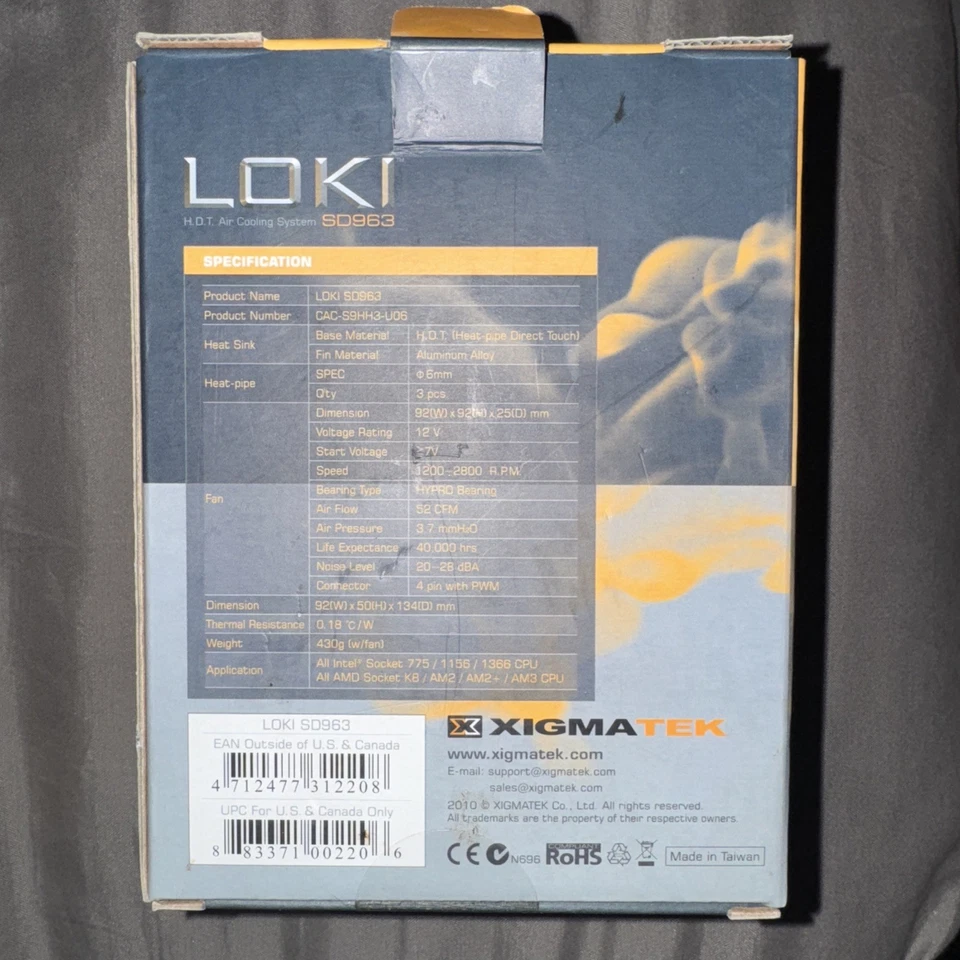 LOKI
H.D.T. Air Cooling System SD963
SPECIFICATION
Product Name LOKI SD963
Product Number CAC-S9HH3-U06
Heat Sink
Base Material H.D.T. (Heat-pipe Direct Touch)
Fin Material Aluminum Alloy
Heat-pipe
SPEC Φ6mm
Q'ty 3 pcs
Fan
Dimension 92(W) x 92(H) x 25(D) mm
Voltage Rating 12 V
Start Voltage ≥7V
Speed 1200~2800 R.P.M
Bearing Type HYPRO Bearing
Air Flow 52 CFM
Air Pressure 3.7 mmH₂O
Life Expectance 40,000 hrs
Noise Level 20~28 dBA
Connector 4 pin with PWM
Dimension 92(W) x 50(H) x 134(D) mm
Thermal Resistance 0.18 ℃/W
Weight 430g (w/fan)
Application
All Intel® Socket 775 / 1156 / 1366 CPU
All AMD Socket K8 / AM2 / AM2+ / AM3 CPU
LOKI SD963
EAN Outside of U.S. & Canada
4 712477 312208
UPC For U.S. & Canada Only
8 83371 00220 6
XIGMATEK
www.xigmatek.com
E-mail: support@xigmatek.com
sales@xigmatek.com
2010 © XIGMATEK Co., Ltd. All rights reserved.
All trademarks are the property of their respective owners.
CE N696 COMPLIANT RoHS Made in Taiwan